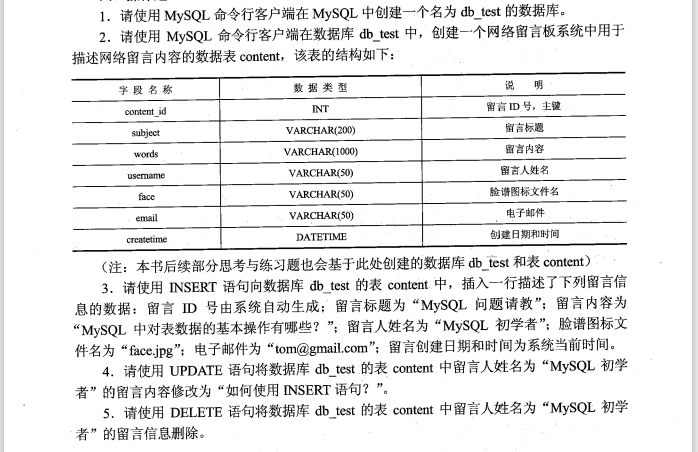 1．请使用 MySQL 命令行客户端在 MySQL 中创建一个名为 db_test 的数据库。
2．请使用 MySQL 命令行客户端在数据库 db_test 中，创建一个网络留言板系统中用于
描述网络留言内容的数据表 content，该表的结构如下：
字段名称 数据类型 说明
content_id INT 留言 ID 号，主键
subject VARCHAR(200) 留言标题
words VARCHAR(1000) 留言内容
username VARCHAR(50) 留言人姓名
face VARCHAR(50) 脸谱图标文件名
email VARCHAR(50) 电子邮件
createtime DATETIME 创建日期和时间
（注：本书后续部分思考与练习题也会基于此处创建的数据库 db_test 和表 content）
3．请使用 INSERT 语句向数据库 db_test 的表 content 中，插入一行描述了下列留言信
息的数据：留言 ID 号由系统自动生成；留言标题为“MySQL 问题请教”；留言内容为
“MySQL 中对表数据的基本操作有哪些？”；留言人姓名为“MySQL 初学者”；脸谱图标文
件名为“face.jpg”；电子邮件为“tom@gmail.com”；留言创建日期和时间为系统当前时间。
4．请使用 UPDATE 语句将数据库 db_test 的表 content 中留言人姓名为“MySQL 初学
者”的留言内容修改为“如何使用 INSERT 语句？”。
5．请使用 DELETE 语句将数据库 db_test 的表 content 中留言人姓名为“MySQL 初学
者”的留言信息删除。